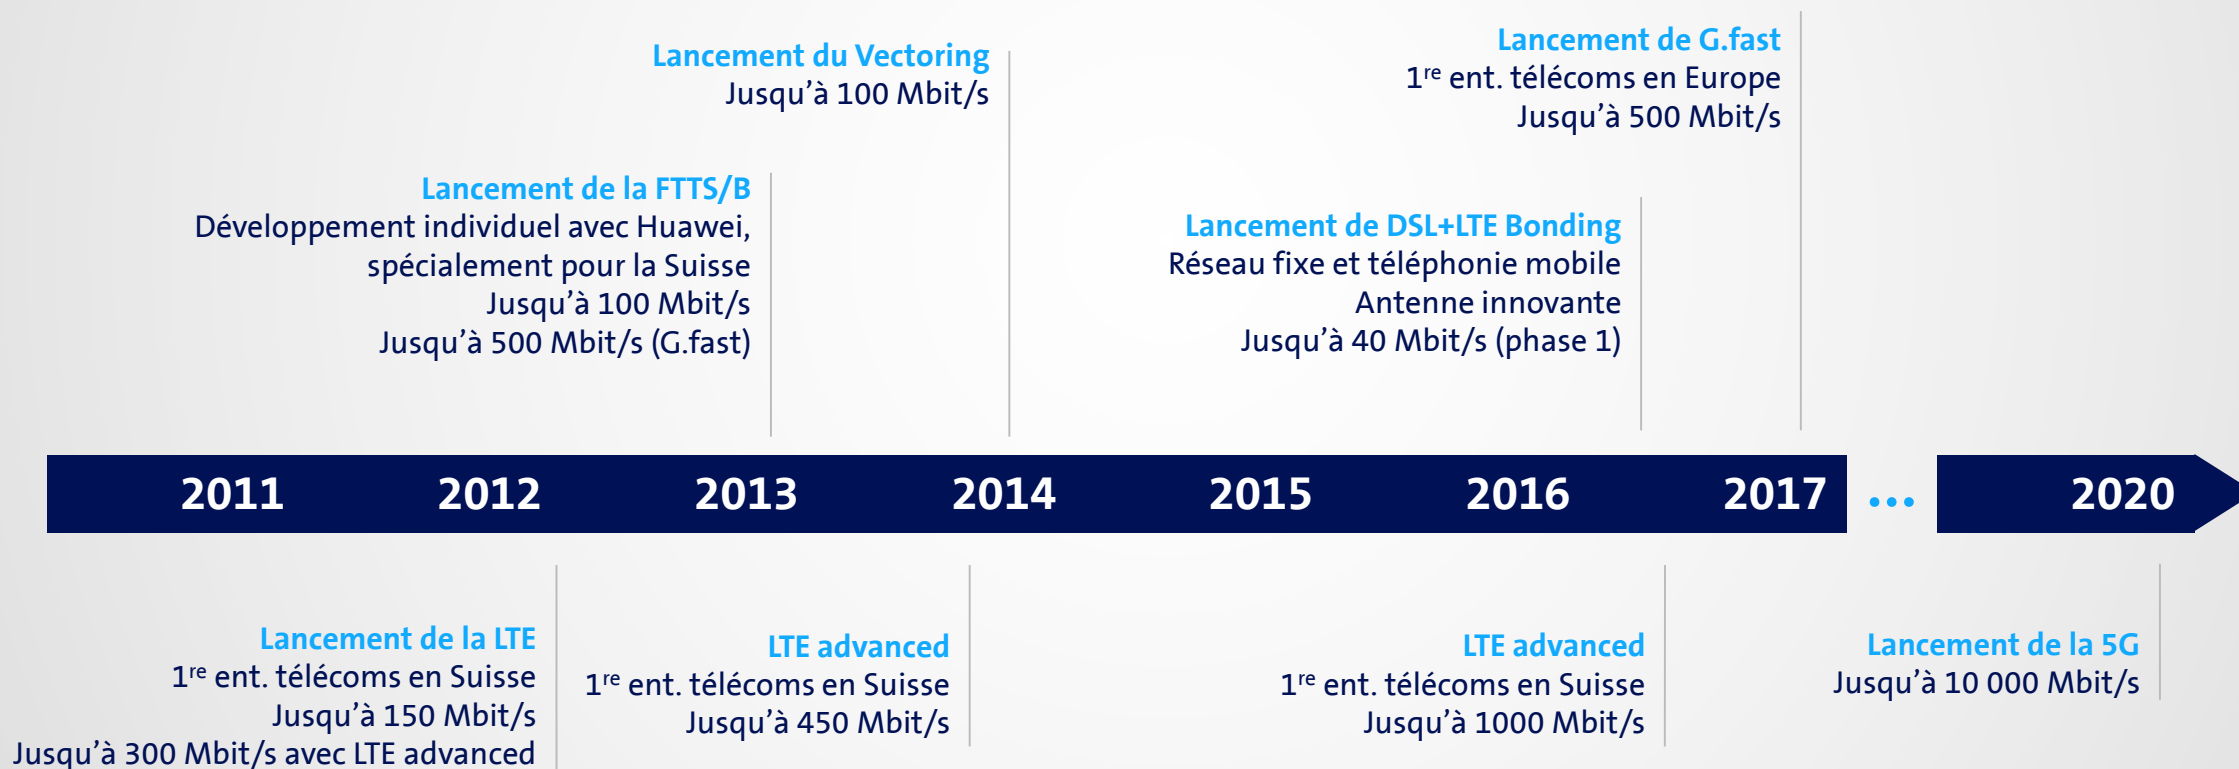 Lancement du Vectoring
Jusqu’à 100 Mbit/s
Lancement de G.fast
1re ent. télécoms en Europe
Jusqu’à 500 Mbit/s
Lancement de la FTTS/B
Développement individuel avec Huawei,
spécialement pour la Suisse
Jusqu’à 100 Mbit/s
Jusqu’à 500 Mbit/s (G.fast)
Lancement de DSL+LTE Bonding
Réseau fixe et téléphonie mobile
Antenne innovante
Jusqu’à 40 Mbit/s (phase 1)
2011 2012 2013 2014 2015 2016 2017 ... 2020
Lancement de la LTE
1re ent. télécoms en Suisse
Jusqu’à 150 Mbit/s
Jusqu’à 300 Mbit/s avec LTE advanced
LTE advanced
1re ent. télécoms en Suisse
Jusqu’à 450 Mbit/s
LTE advanced
1re ent. télécoms en Suisse
Jusqu’à 1000 Mbit/s
Lancement de la 5G
Jusqu’à 10 000 Mbit/s